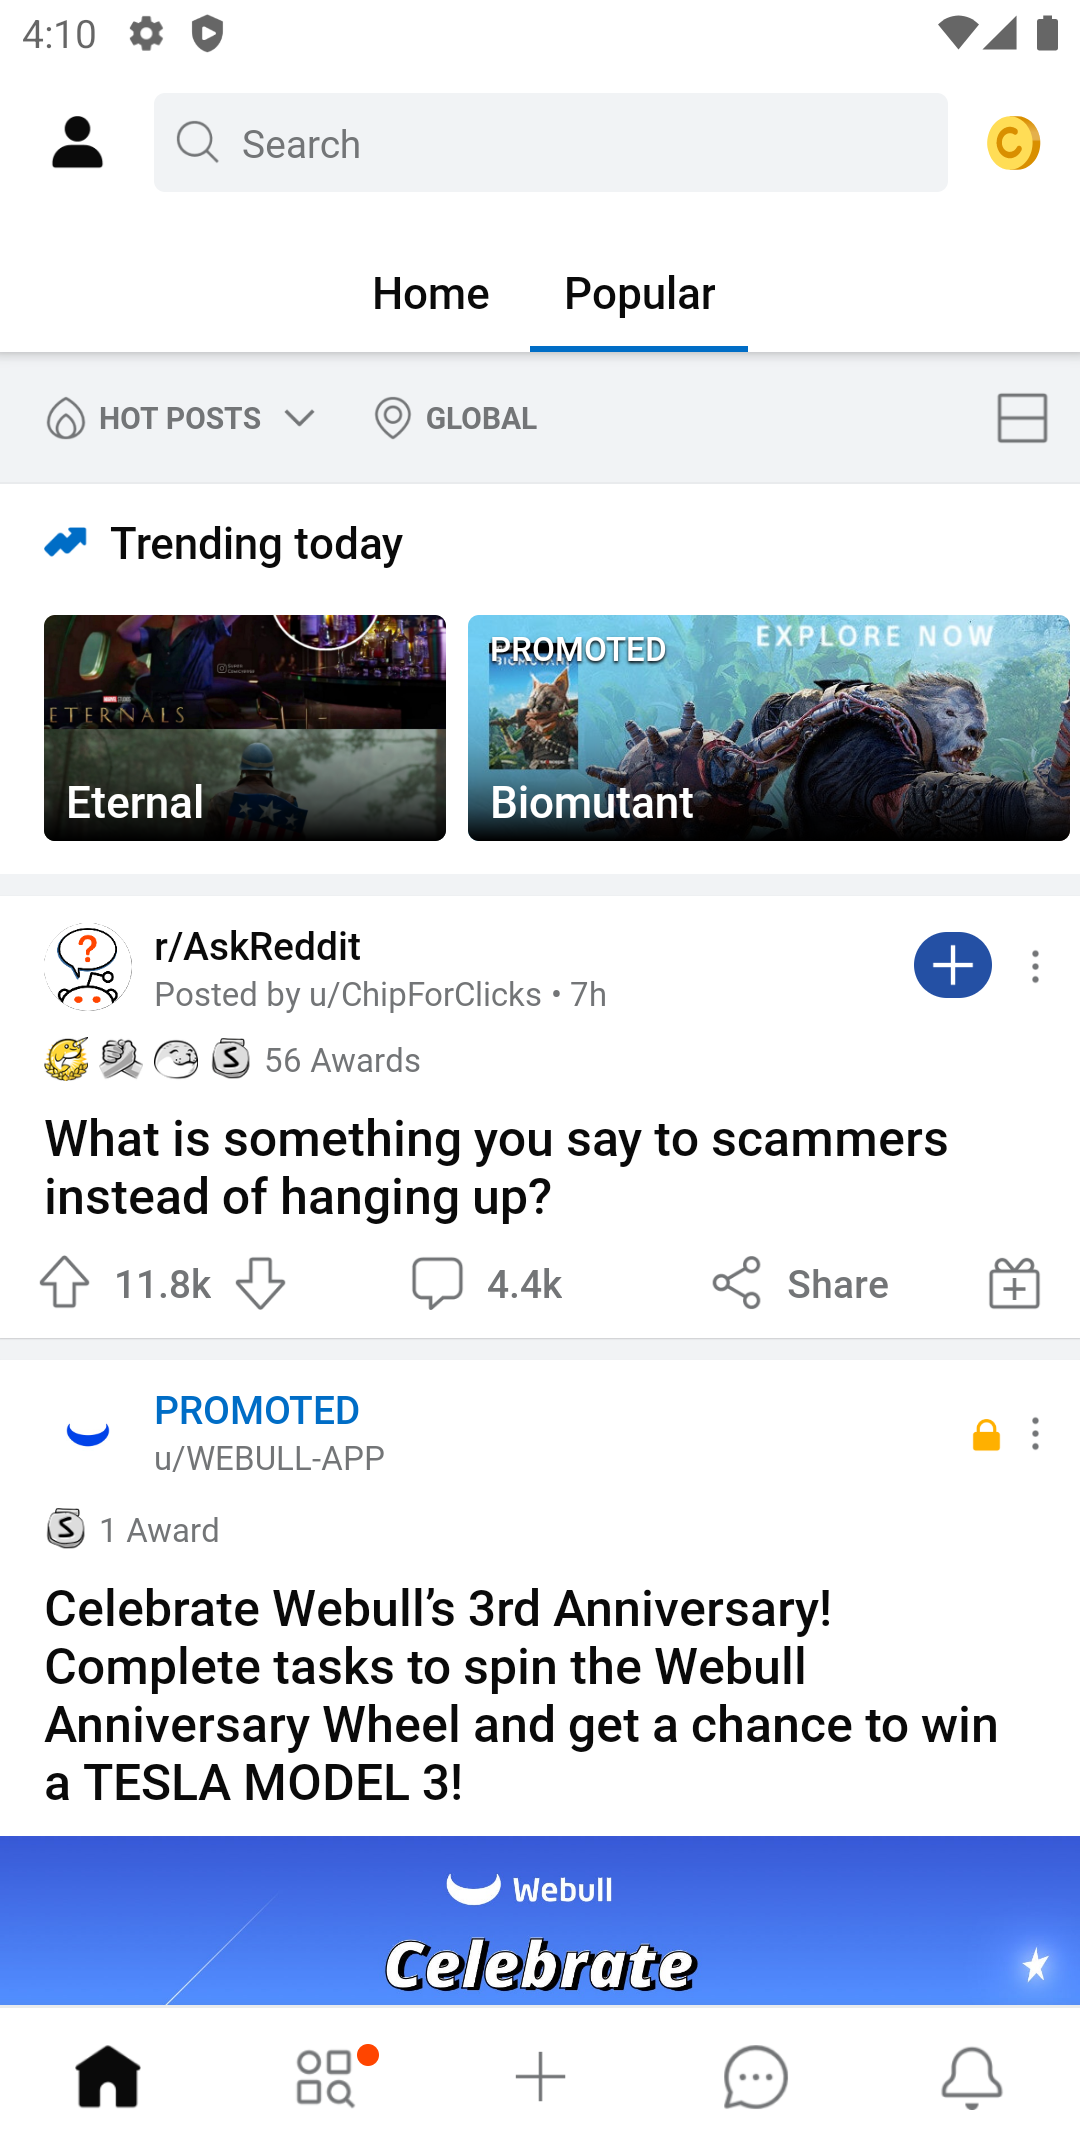 4:10
Search
Home Popular
HOT POSTS GLOBAL
Trending today
ETERNALS
Eternal
PROMOTED
EXPLORE NOW
BIOMUTANT
Biomutant
r/AskReddit
Posted by u/ChipForClicks • 7h
56 Awards
What is something you say to scammers
instead of hanging up?
11.8k 4.4k Share
PROMOTED
u/WEBULL-APP
1 Award
Celebrate Webull’s 3rd Anniversary!
Complete tasks to spin the Webull
Anniversary Wheel and get a chance to win
a TESLA MODEL 3!
Webull
Celebrate